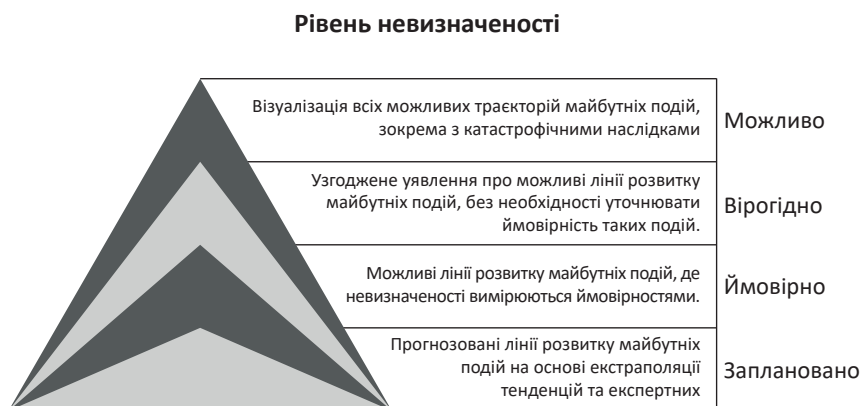 Рівень невизначеності
Візуалізація всіх можливих траєкторій майбутніх подій,
зокрема з катастрофічними наслідками
Можливо
Узгоджене уявлення про можливі лінії розвитку
майбутніх подій, без необхідності уточнювати
ймовірність таких подій.
Вірогідно
Можливі лінії розвитку майбутніх подій, де
невизначеності вимірюються ймовірностями.
Ймовірно
Прогнозовані лінії розвитку майбутніх
подій на основі екстраполяції
тенденцій та експертних
Заплановано